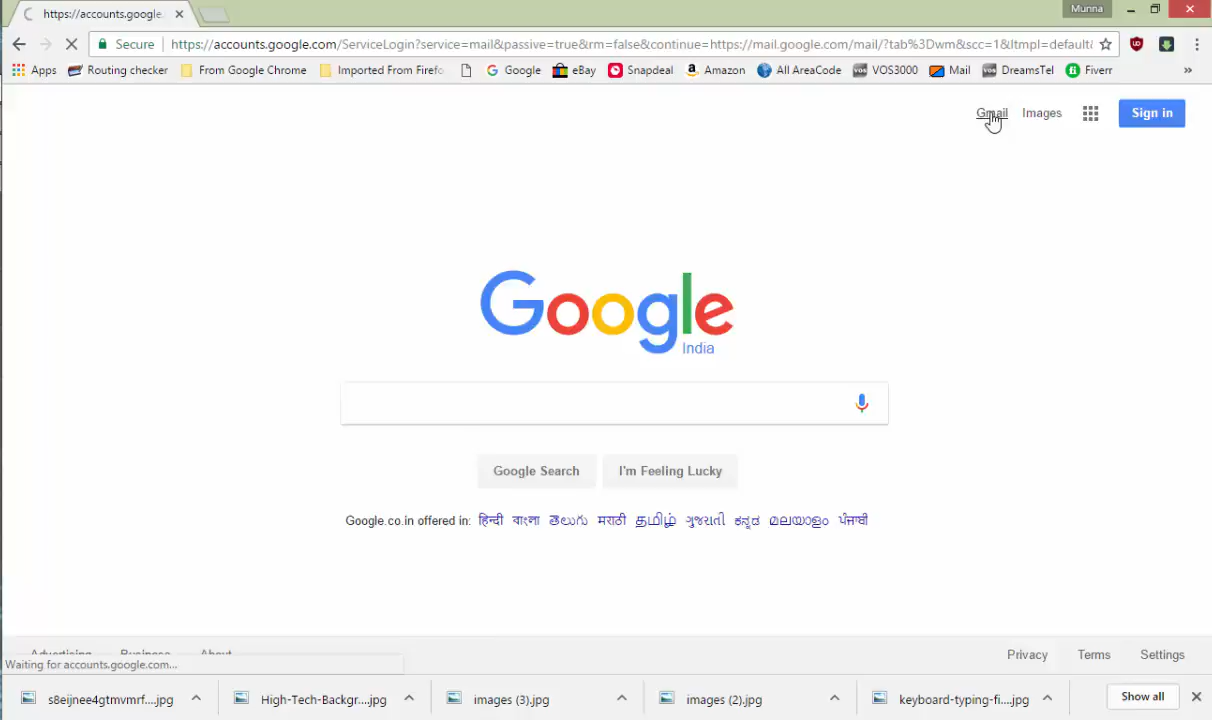 https://accounts.google.
Munna
Secure
https://accounts.google.com/ServiceLogin?service=mail&passive=true&rm=false&continue=https://mail.google.com/mail/?tab%3Dwm&scc=1&ltmpl=default&
Apps Routing checker From Google Chrome Imported From Firefo Google eBay Snapdeal Amazon All AreaCode VOS3000 Mail DreamsTel Fiverr »
Gmail Images Sign in
Google
India
Google Search I'm Feeling Lucky
Google.co.in offered in: हिन्दी বাংলা తెలుగు मराठी தமிழ் ગુજરાતી ಕನ್ನಡ മലയാളം ਪੰਜਾਬੀ
Advertising Business About Privacy Terms Settings
Waiting for accounts.google.com...
s8eijnee4gtmvmrf....jpg High-Tech-Backgr....jpg images (3).jpg images (2).jpg keyboard-typing-fi....jpg Show all